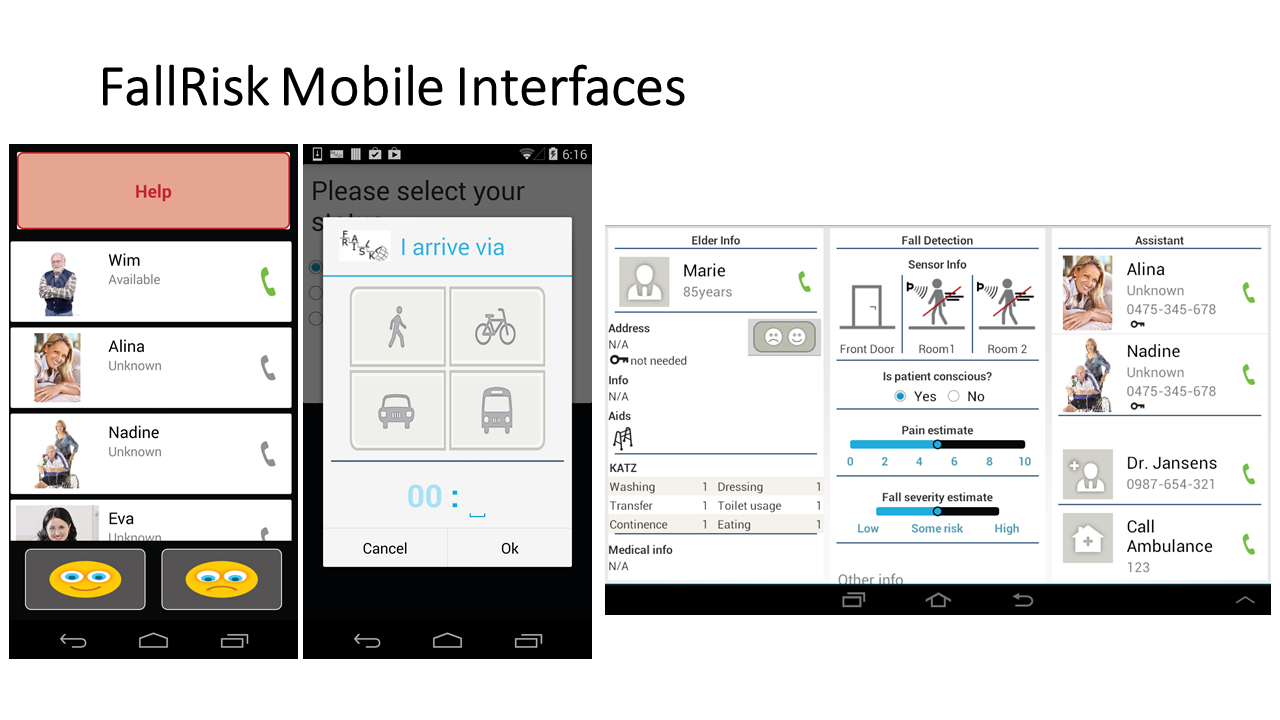 FallRisk Mobile Interfaces
Help
Wim
Available
Alina
Unknown
Nadine
Unknown
Eva
Unknown
6:16
Please select your
status
FALL
RISK
I arrive via
00 :
Cancel
Ok
Elder Info
Marie
85years
Address
N/A
not needed
Info
N/A
Aids
KATZ
Washing 1 Dressing 1
Transfer 1 Toilet usage 1
Continence 1 Eating 1
Medical info
N/A
Fall Detection
Sensor Info
Front Door Room1 Room 2
Is patient conscious?
Yes No
Pain estimate
0 2 4 6 8 10
Fall severity estimate
Low Some risk High
Other info
Assistant
Alina
Unknown
0475-345-678
Nadine
Unknown
0475-345-678
Dr. Jansens
0987-654-321
Call
Ambulance
123